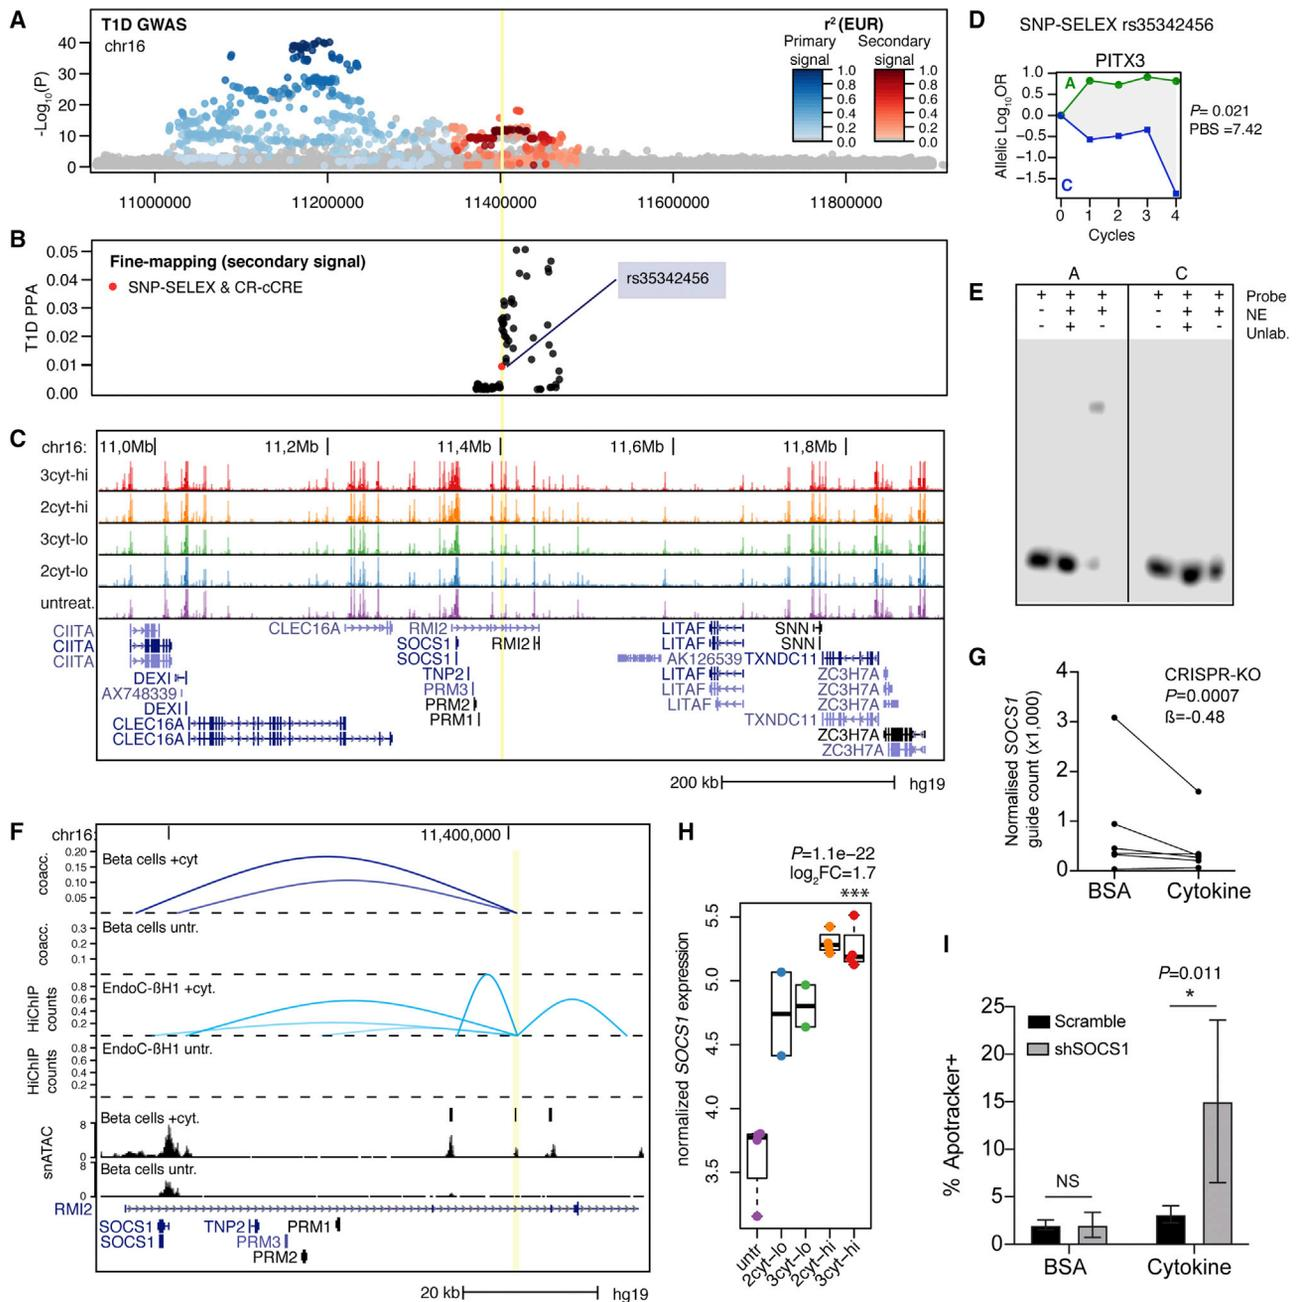 A
T1D GWAS
chr16
r² (EUR)
Primary signal
Secondary signal
1.0 0.8 0.6 0.4 0.2 0.0
1.0 0.8 0.6 0.4 0.2 0.0
-Log10(P)
40
30
20
10
0
11000000 11200000 11400000 11600000 11800000
B
Fine-mapping (secondary signal)
SNP-SELEX & CR-cCRE
rs35342456
T1D PPA
0.05
0.04
0.03
0.02
0.01
0.00
C
chr16: 11,0Mb 11,2Mb 11,4Mb 11,6Mb 11,8Mb
3cyt-hi
2cyt-hi
3cyt-lo
2cyt-lo
untreat.
CIITA CLEC16A RMI2 LITAF SNN
CIITA SOCS1 RMI2 LITAF SNN
CIITA SOCS1 AK126539 TXNDC11
DEXI TNP2 LITAF ZC3H7A
AX748339 PRM3 LITAF ZC3H7A
DEXI PRM2 LITAF ZC3H7A
CLEC16A PRM1 TXNDC11
CLEC16A ZC3H7A
ZC3H7A
200 kb hg19
D
SNP-SELEX rs35342456
PITX3
Allelic Log10OR
1.0
0.5
0.0
−0.5
−1.0
−1.5
A
C
P= 0.021
PBS =7.42
0 1 2 3 4
Cycles
E
A C
+ + + + + + Probe
- + + - + + NE
- + - - + - Unlab.
F
chr16: 11,400,000
coacc.
0.20
0.15
0.10
0.05
Beta cells +cyt
coacc.
0.3
0.2
0.1
Beta cells untr.
HiChIP counts
0.8
0.6
0.4
0.2
EndoC-ßH1 +cyt.
HiChIP counts
0.8
0.6
0.4
0.2
EndoC-ßH1 untr.
snATAC
8
0
Beta cells +cyt.
8
0
Beta cells untr.
RMI2
SOCS1 TNP2 PRM1
SOCS1 PRM3
PRM2
20 kb hg19
G
CRISPR-KO
P=0.0007
ß=-0.48
Normalised SOCS1
guide count (x1,000)
4
3
2
1
0
BSA Cytokine
H
P=1.1e−22
log2FC=1.7
***
normalized SOCS1 expression
5.5
5.0
4.5
4.0
3.5
untr
2cyt−lo
3cyt−lo
2cyt−hi
3cyt−hi
I
P=0.011
*
Scramble
shSOCS1
NS
% Apotracker+
25
20
15
10
5
0
BSA Cytokine